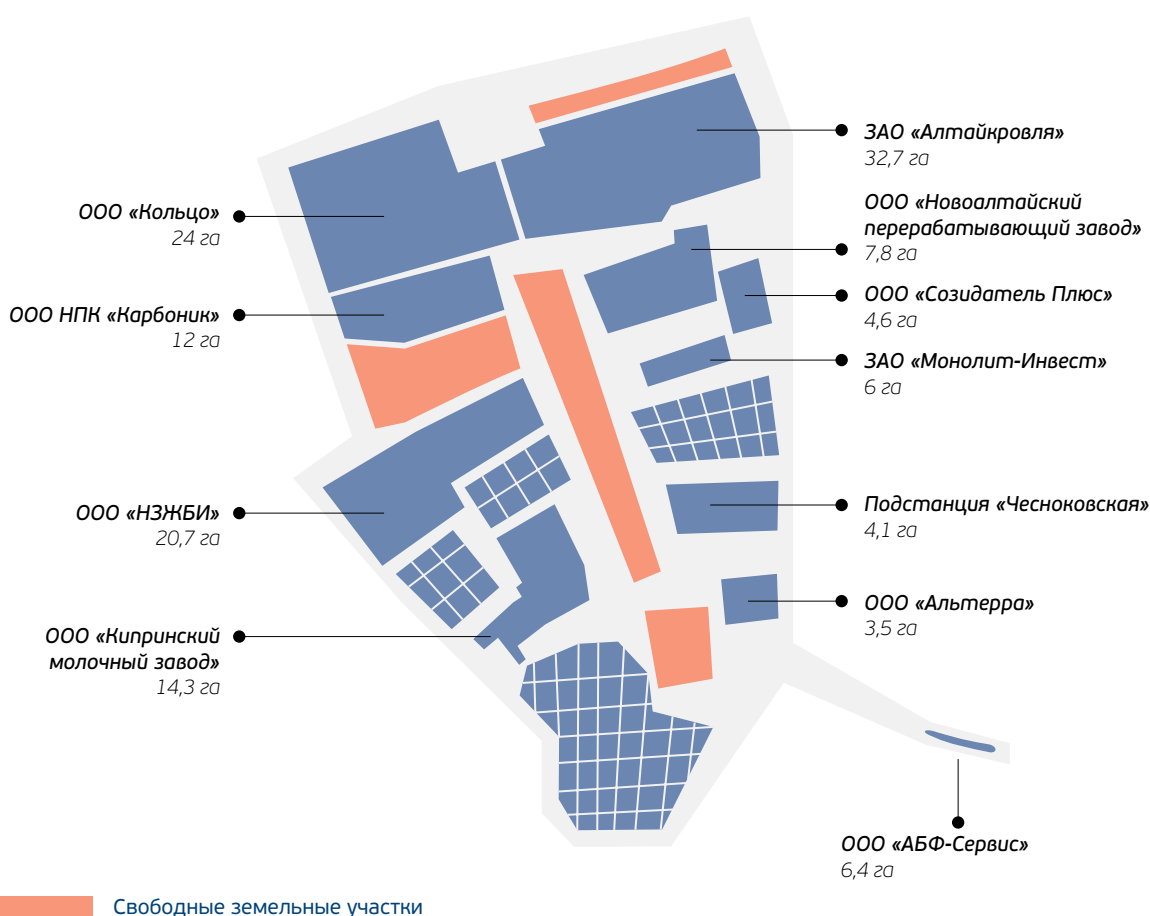 ЗАО «Алтайкровля»
32,7 га
ООО «Новоалтайский
перерабатывающий завод»
7,8 га
ООО «Созидатель Плюс»
4,6 га
ЗАО «Монолит-Инвест»
6 га
Подстанция «Чесноковская»
4,1 га
ООО «Альтерра»
3,5 га
ООО «АБФ-Сервис»
6,4 га
ООО «Кольцо»
24 га
ООО НПК «Карбоник»
12 га
ООО «НЗЖБИ»
20,7 га
ООО «Кипринский
молочный завод»
14,3 га
Свободные земельные участки